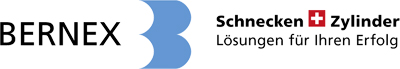 BERNEX
Schnecken Zylinder
Lösungen für Ihren Erfolg